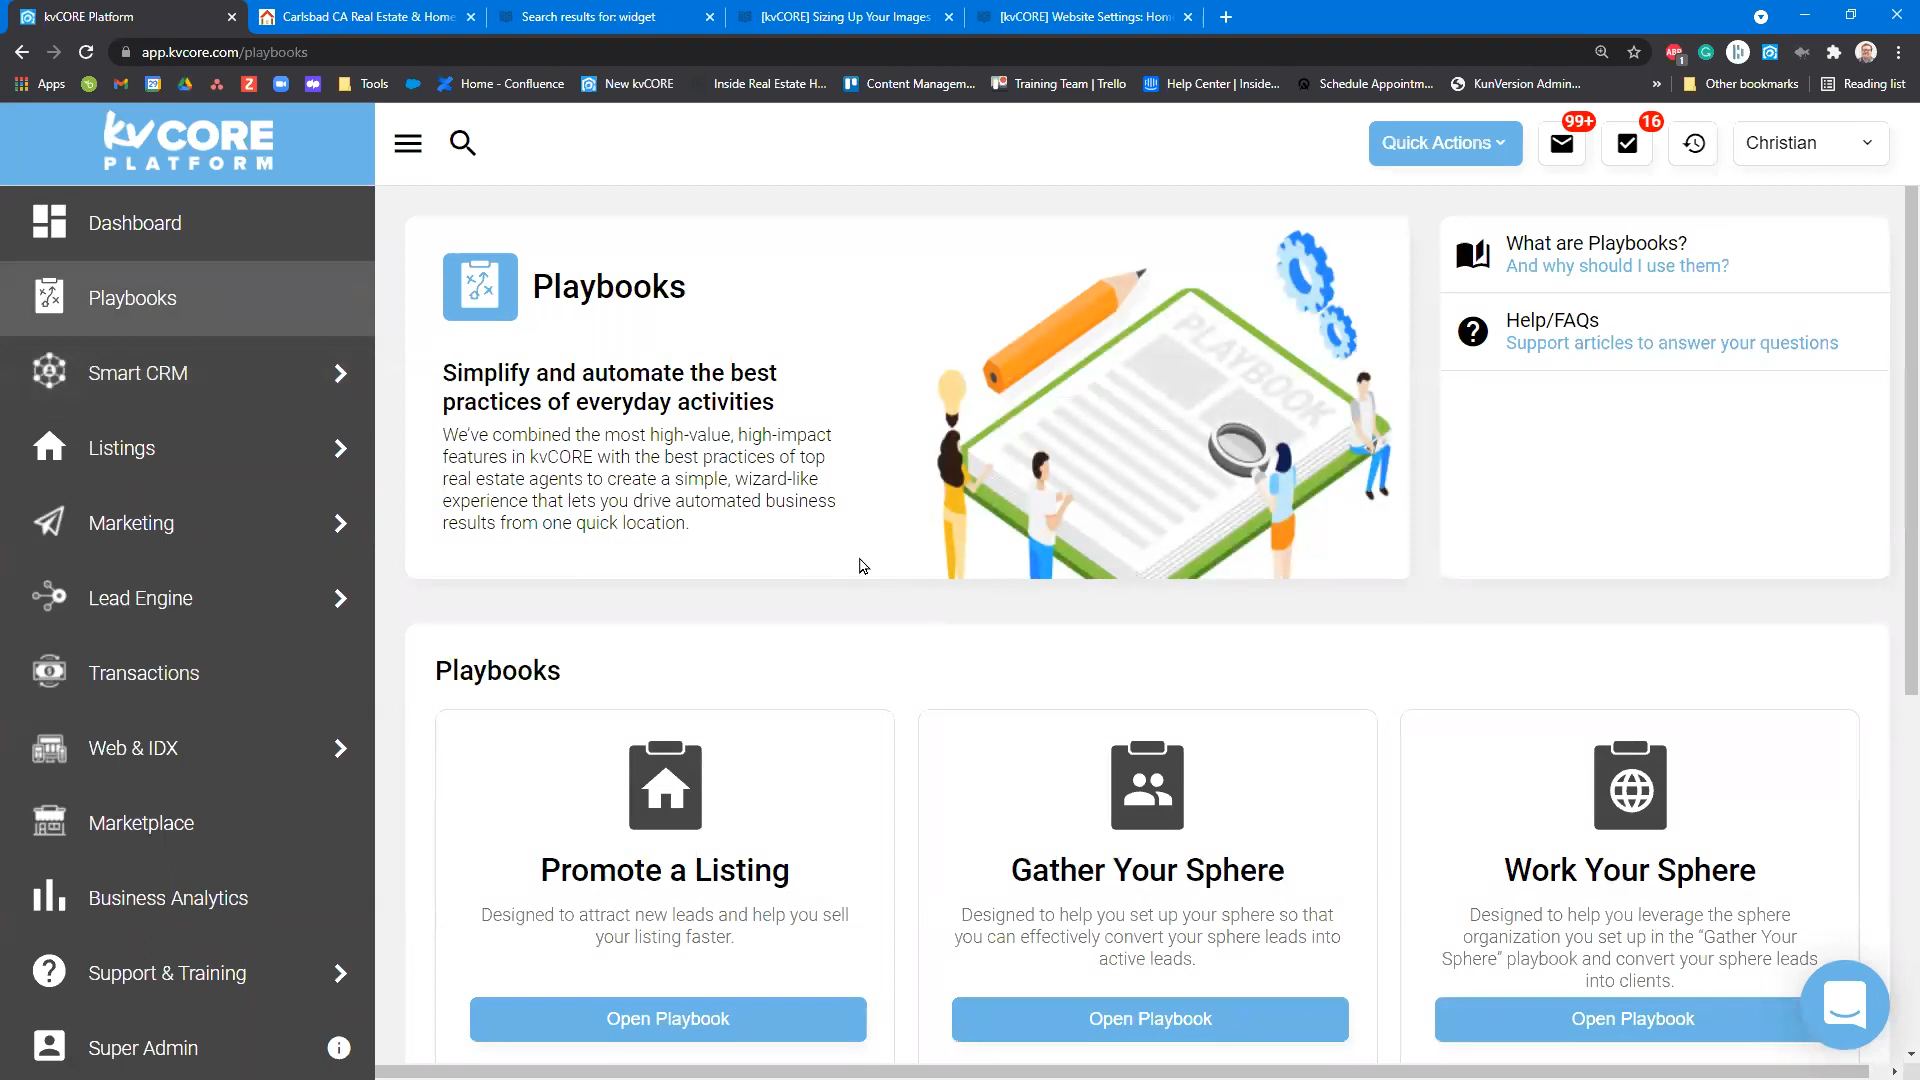 kvCORE Platform
Carlsbad CA Real Estate & Home
Search results for: widget
[kvCORE] Sizing Up Your Images
[kvCORE] Website Settings: Hom
app.kvcore.com/playbooks
ABP
1
Apps
Tools
Home - Confluence
New kvCORE
Inside Real Estate H...
Content Managem...
Training Team | Trello
Help Center | Inside...
Schedule Appointm...
KunVersion Admin...
»
Other bookmarks
Reading list
kvCORE
PLATFORM
Quick Actions
99+
16
Christian
Dashboard
Playbooks
Smart CRM
Listings
Marketing
Lead Engine
Transactions
Web & IDX
Marketplace
Business Analytics
Support & Training
Super Admin
Playbooks
Simplify and automate the best
practices of everyday activities
We've combined the most high-value, high-impact
features in kvCORE with the best practices of top
real estate agents to create a simple, wizard-like
experience that lets you drive automated business
results from one quick location.
PLAYBOOK
What are Playbooks?
And why should I use them?
Help/FAQs
Support articles to answer your questions
Playbooks
Promote a Listing
Designed to attract new leads and help you sell
your listing faster.
Open Playbook
Gather Your Sphere
Designed to help you set up your sphere so that
you can effectively convert your sphere leads into
active leads.
Open Playbook
Work Your Sphere
Designed to help you leverage the sphere
organization you set up in the “Gather Your
Sphere” playbook and convert your sphere leads
into clients.
Open Playbook